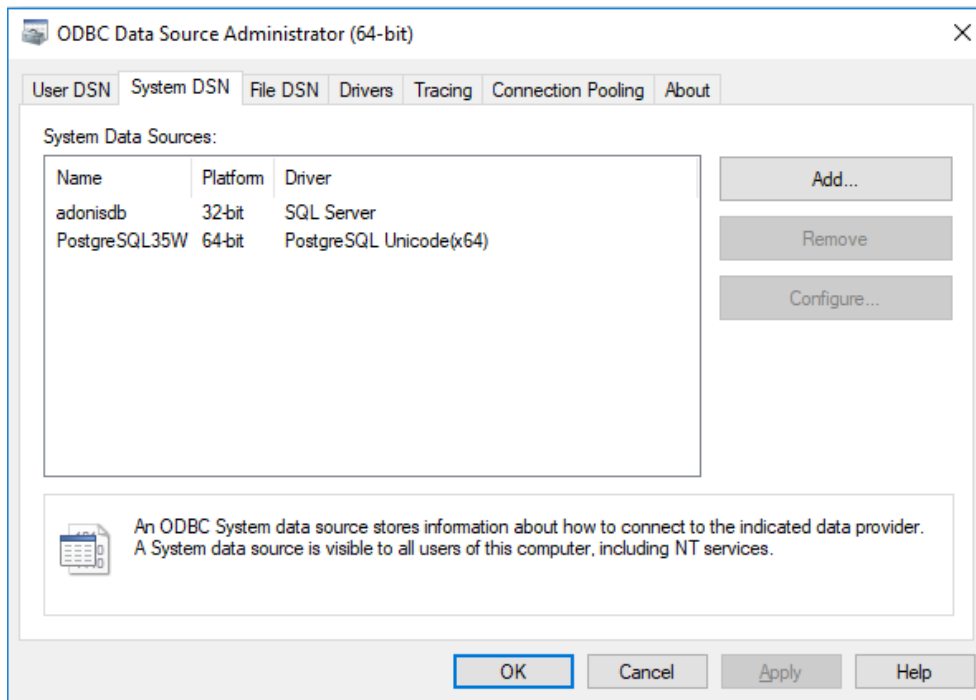 ODBC Data Source Administrator (64-bit)
User DSN System DSN File DSN Drivers Tracing Connection Pooling About
System Data Sources:
Name Platform Driver
adonisdb 32-bit SQL Server
PostgreSQL35W 64-bit PostgreSQL Unicode(x64)
Add...
Remove
Configure...
An ODBC System data source stores information about how to connect to the indicated data provider.
A System data source is visible to all users of this computer, including NT services.
OK Cancel Apply Help